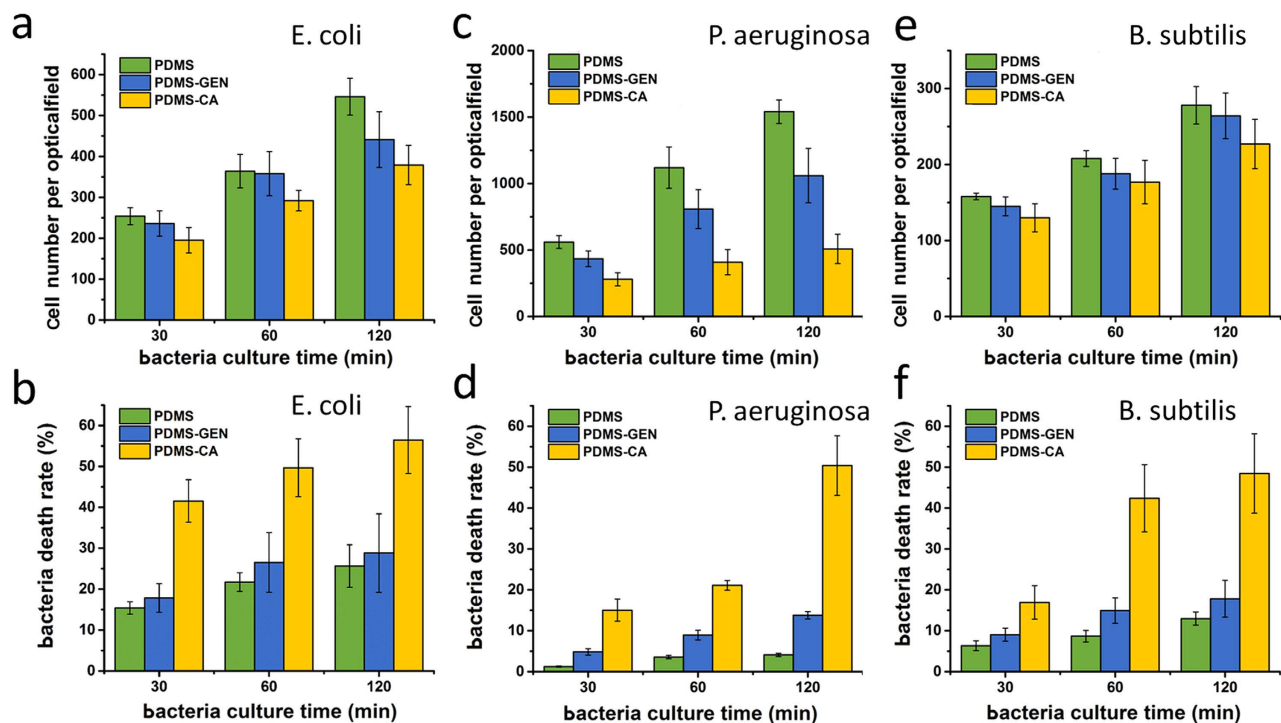 a
E. coli
PDMS
PDMS-GEN
PDMS-CA
600
500
400
300
200
100
0
cell number per opticalfield
30 60 120
bacteria culture time (min)
c
P. aeruginosa
PDMS
PDMS-GEN
PDMS-CA
2000
1500
1000
500
0
cell number per opticalfield
30 60 120
bacteria culture time (min)
e
B. subtilis
PDMS
PDMS-GEN
PDMS-CA
300
200
100
0
cell number per opticalfield
30 60 120
bacteria culture time (min)
b
E. coli
PDMS
PDMS-GEN
PDMS-CA
60
50
40
30
20
10
0
bacteria death rate (%)
30 60 120
bacteria culture time (min)
d
P. aeruginosa
PDMS
PDMS-GEN
PDMS-CA
60
50
40
30
20
10
0
bacteria death rate (%)
30 60 120
bacteria culture time (min)
f
B. subtilis
PDMS
PDMS-GEN
PDMS-CA
60
50
40
30
20
10
0
bacteria death rate (%)
30 60 120
bacteria culture time (min)